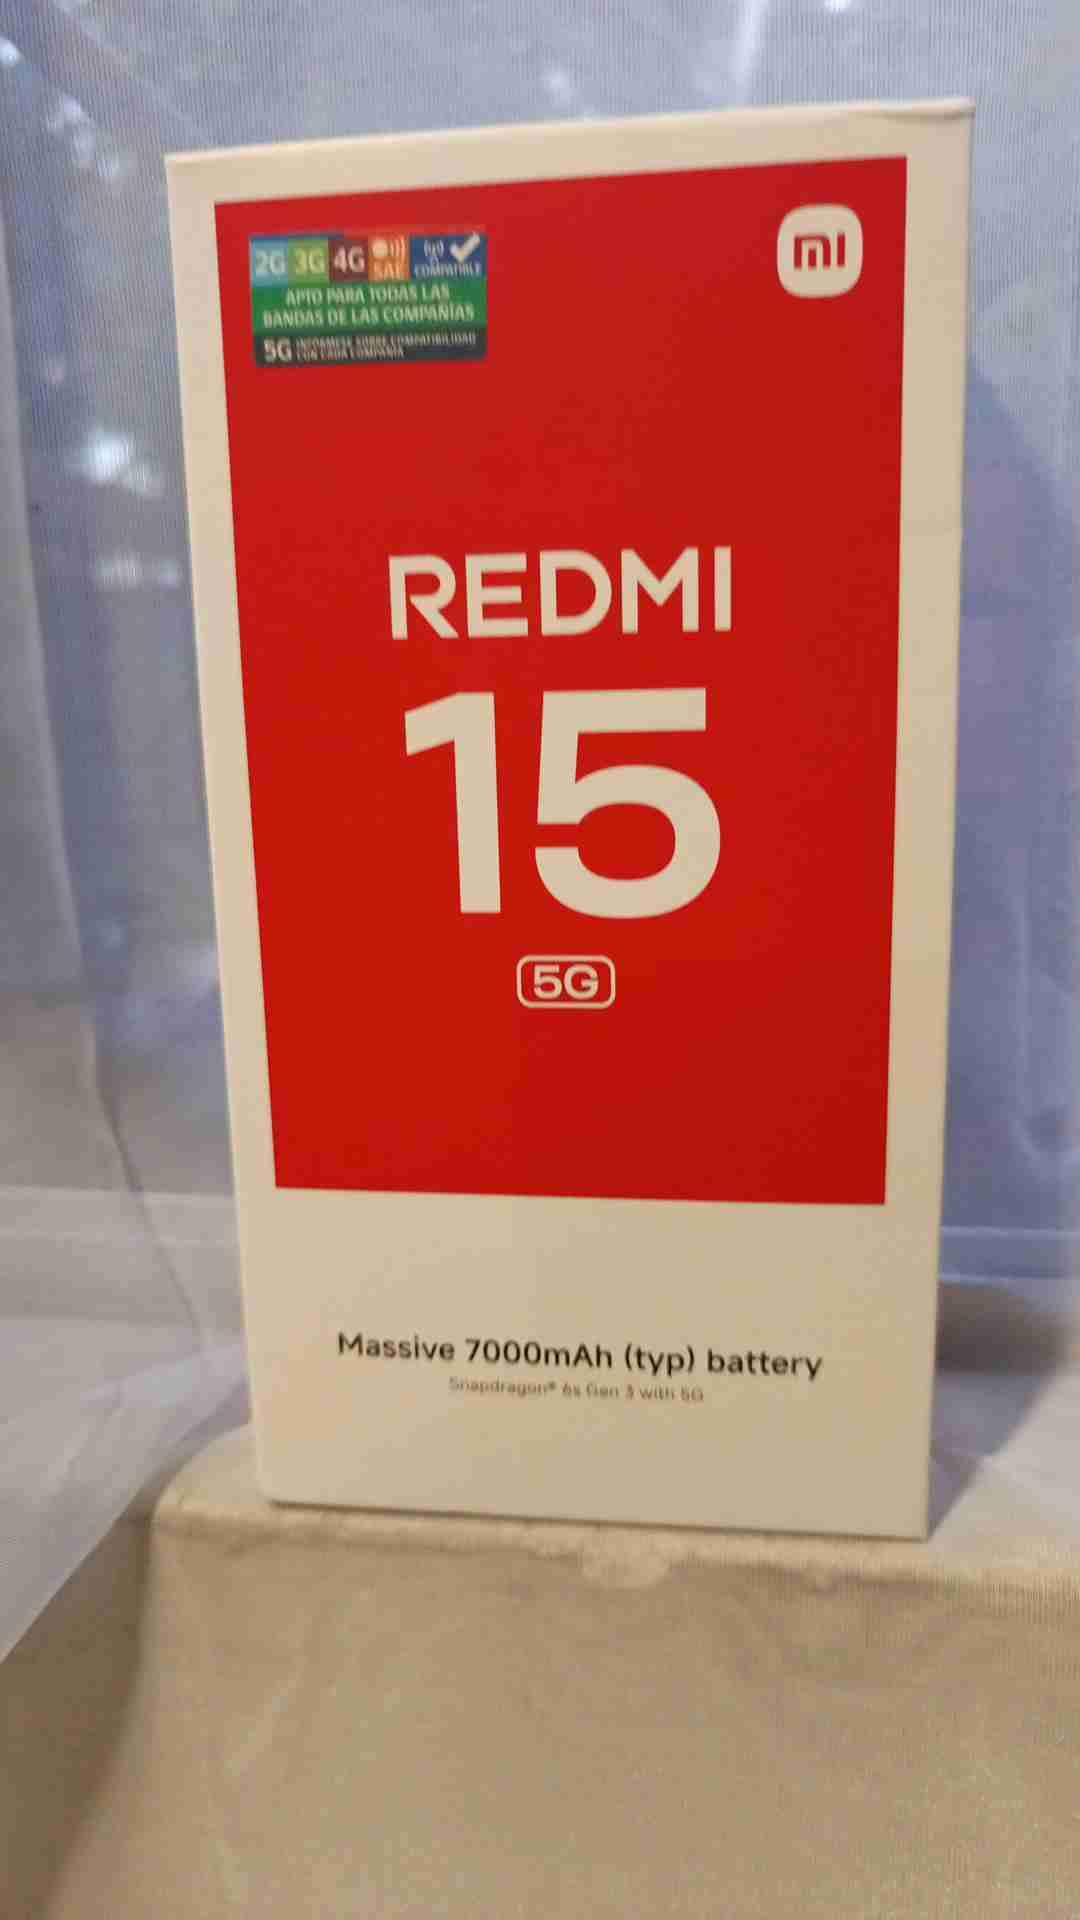 2G 3G 4G SAE COMPATIBLE
APTO PARA TODAS LAS
BANDAS DE LAS COMPAÑÍAS
5G INFÓRMESE SOBRE COMPATIBILIDAD
CON CADA COMPAÑÍA
mi
REDMI
15
5G
Massive 7000mAh (typ) battery
Snapdragon® 6s Gen 3 with 5G